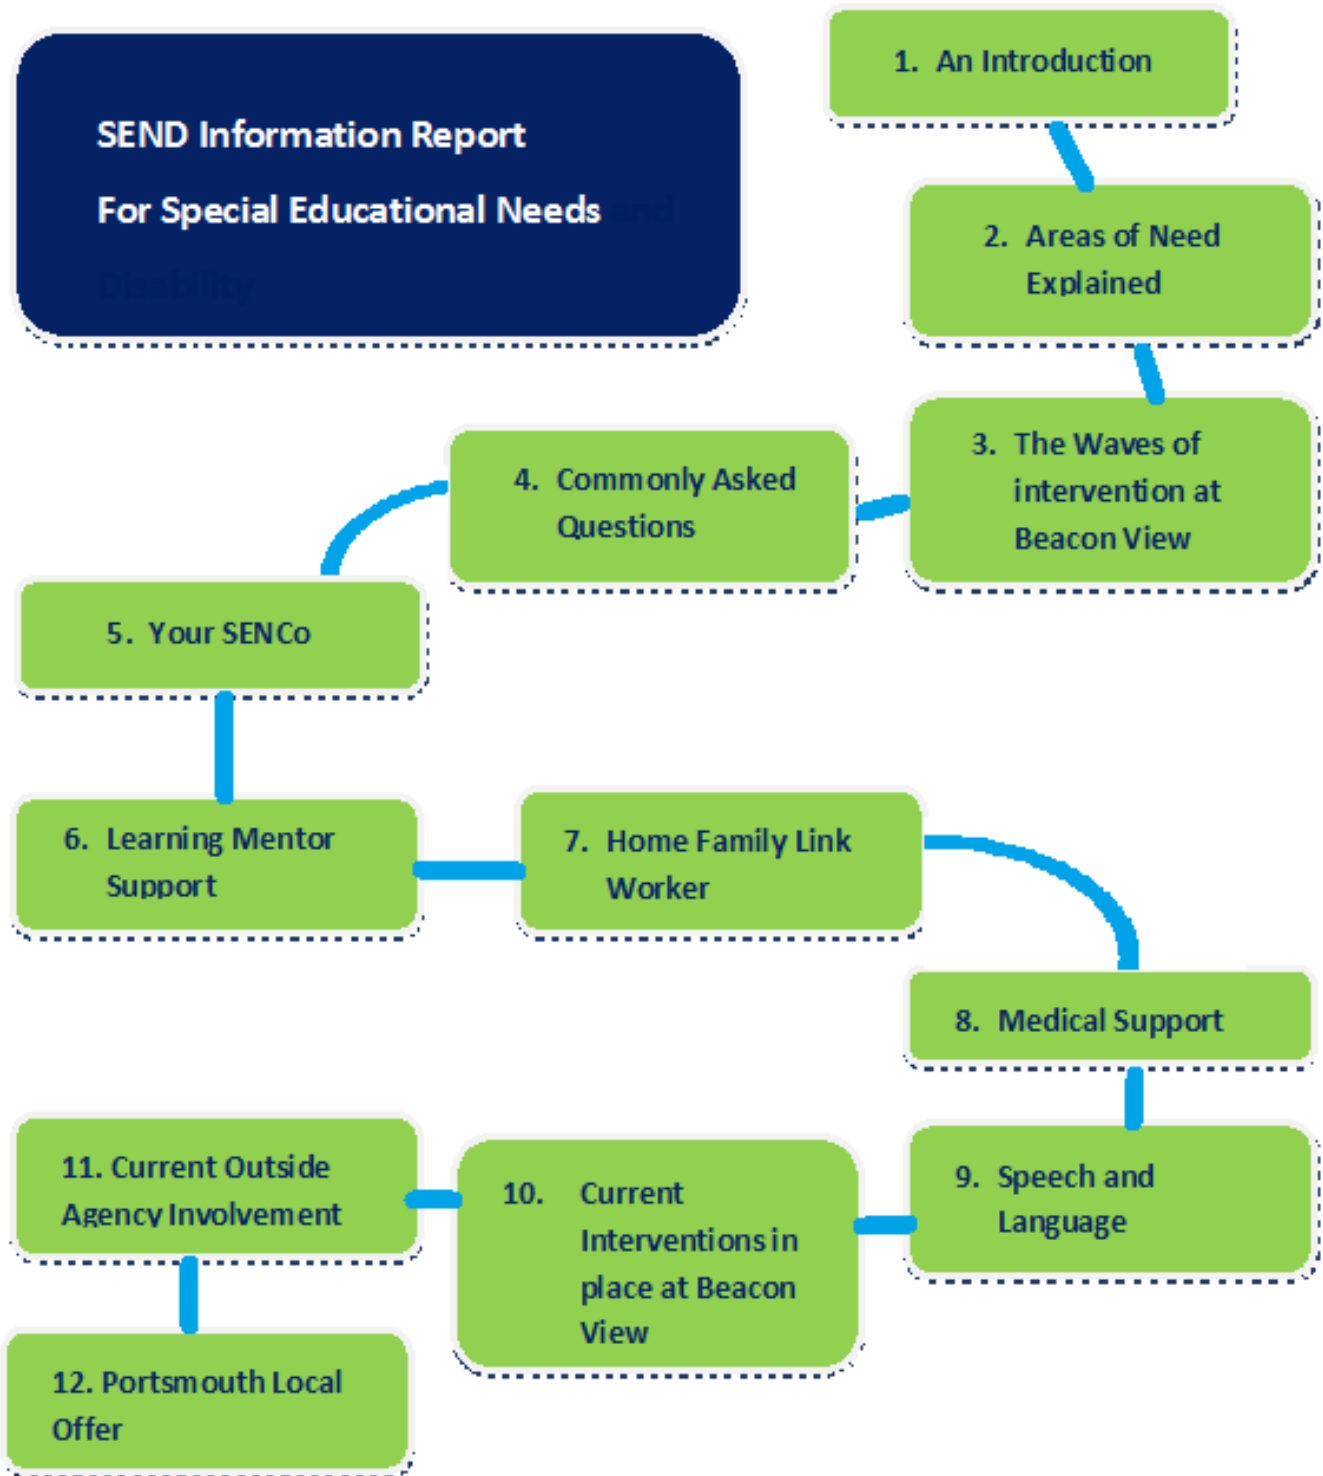 SEND Information Report
For Special Educational Needs and
Disability
1. An Introduction
2. Areas of Need
Explained
3. The Waves of
intervention at
Beacon View
4. Commonly Asked
Questions
5. Your SENCo
6. Learning Mentor
Support
7. Home Family Link
Worker
8. Medical Support
9. Speech and
Language
10. Current
Interventions in
place at Beacon
View
11. Current Outside
Agency Involvement
12. Portsmouth Local
Offer